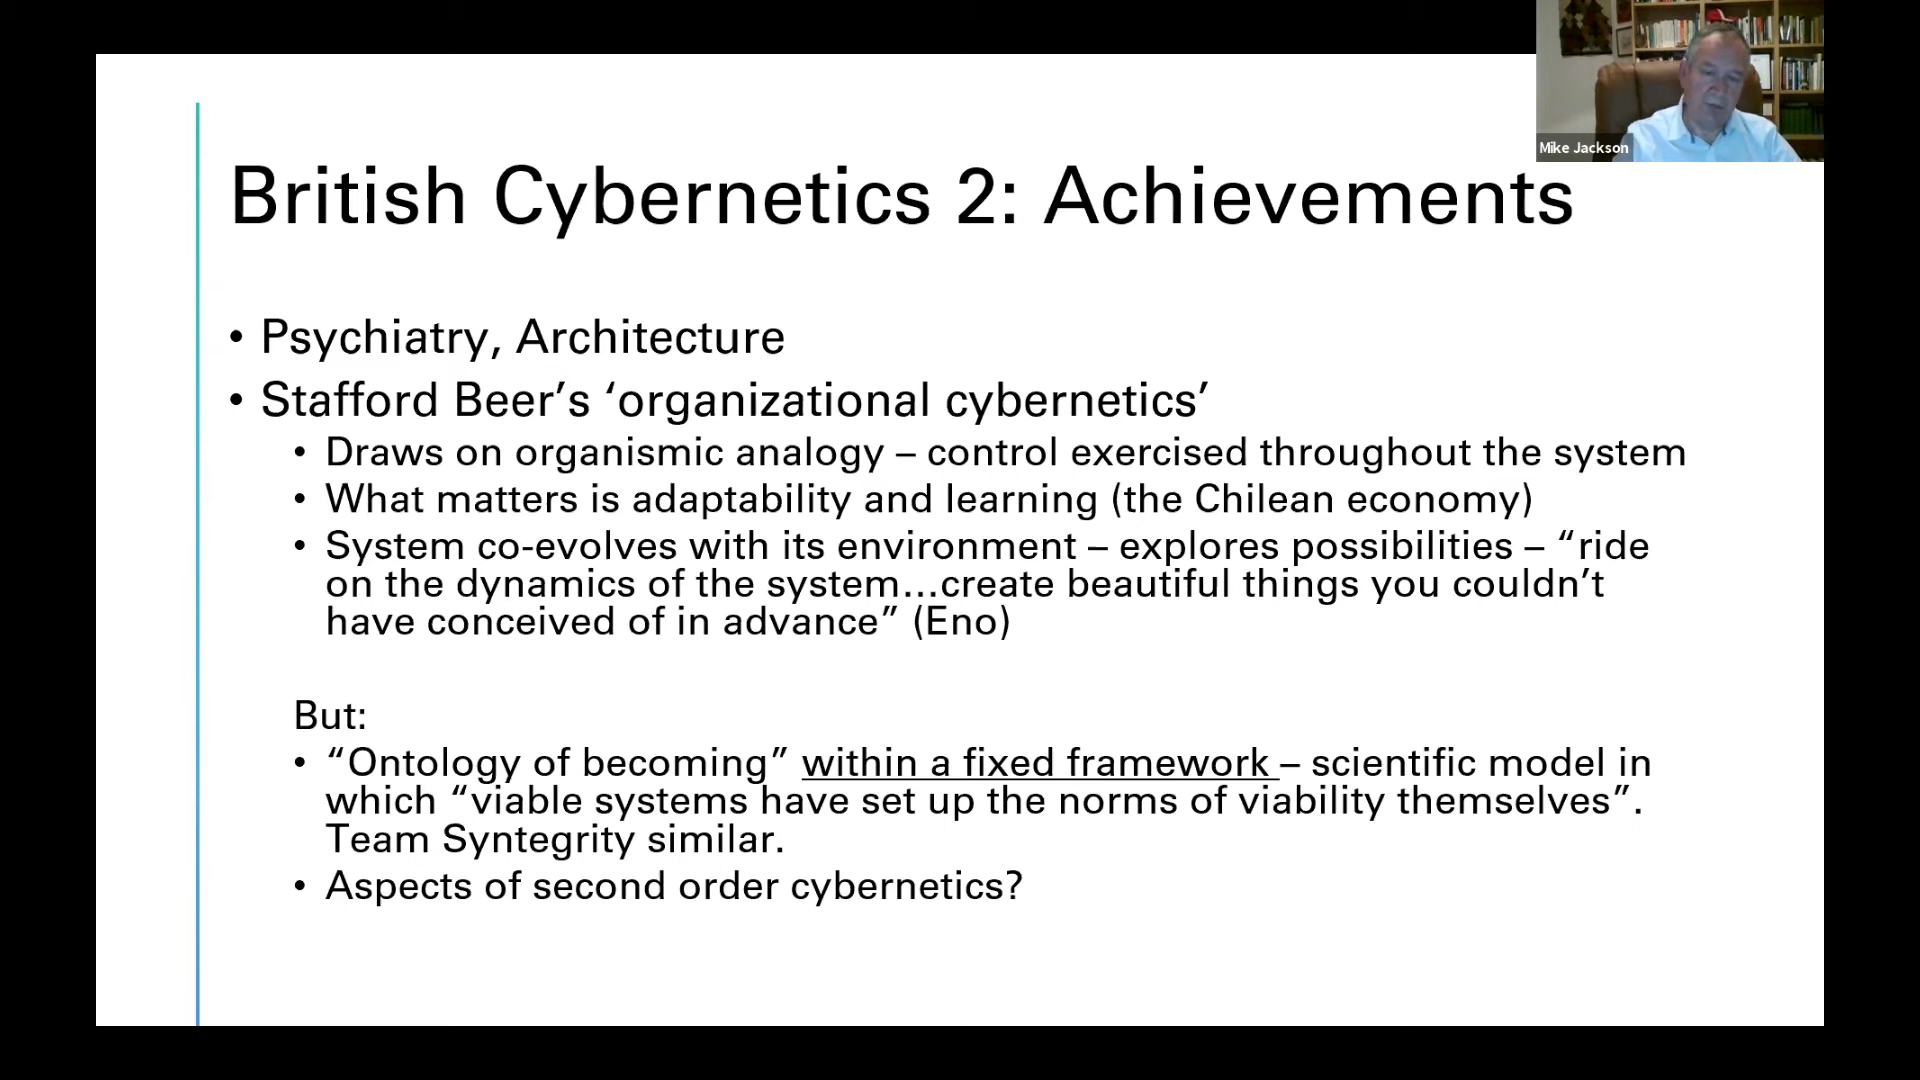 Mike Jackson
British Cybernetics 2: Achievements
• Psychiatry, Architecture
• Stafford Beer’s ‘organizational cybernetics’
• Draws on organismic analogy – control exercised throughout the system
• What matters is adaptability and learning (the Chilean economy)
• System co-evolves with its environment – explores possibilities – “ride
on the dynamics of the system…create beautiful things you couldn’t
have conceived of in advance” (Eno)
But:
• “Ontology of becoming” within a fixed framework – scientific model in
which “viable systems have set up the norms of viability themselves”.
Team Syntegrity similar.
• Aspects of second order cybernetics?